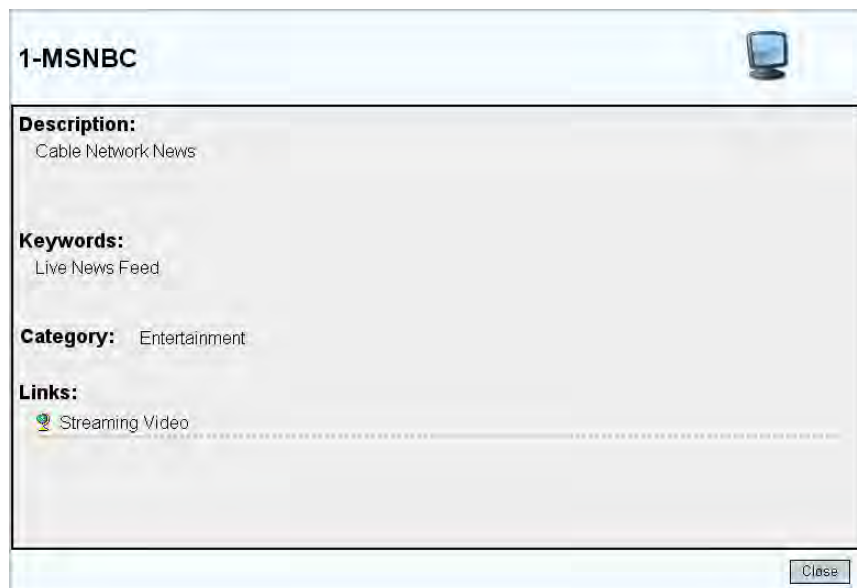 1-MSNBC
Description:
Cable Network News
Keywords:
Live News Feed
Category: Entertainment
Links:
Streaming Video
Close